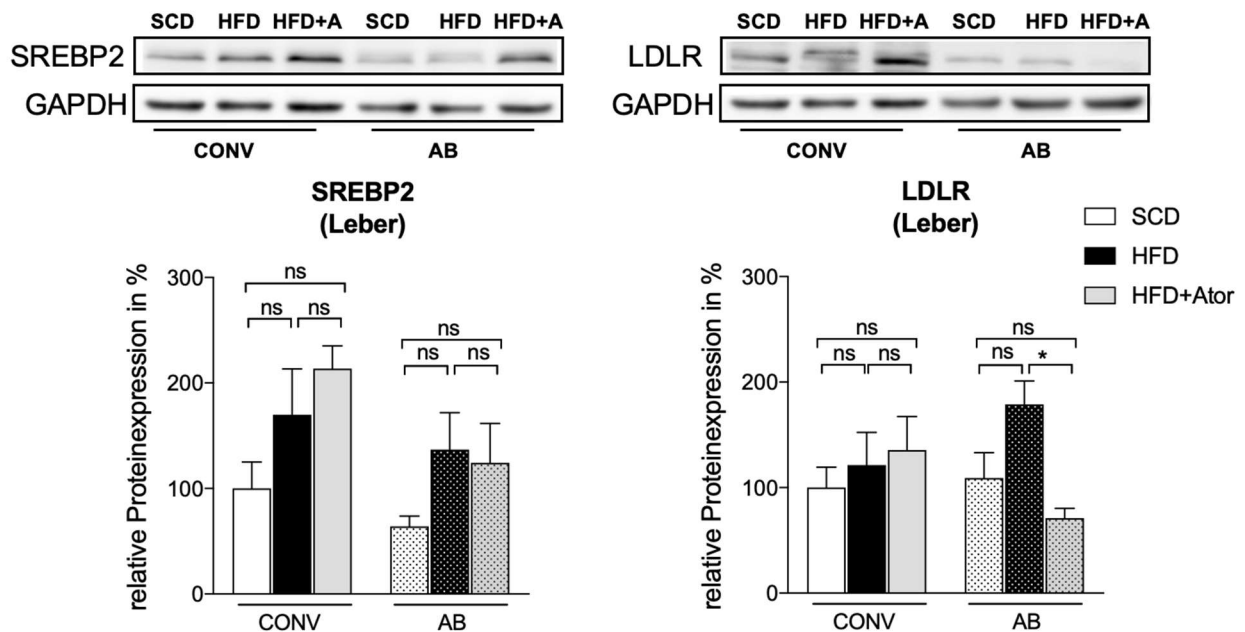 SCD HFD HFD+A SCD HFD HFD+A
SREBP2
GAPDH
CONV AB
SCD HFD HFD+A SCD HFD HFD+A
LDLR
GAPDH
CONV AB
SREBP2
(Leber)
relative Proteinexpression in %
300
200
100
0
ns
ns ns
ns
ns ns
CONV AB
LDLR
(Leber)
relative Proteinexpression in %
300
200
100
0
ns
ns ns
ns
ns *
CONV AB
SCD
HFD
HFD+Ator